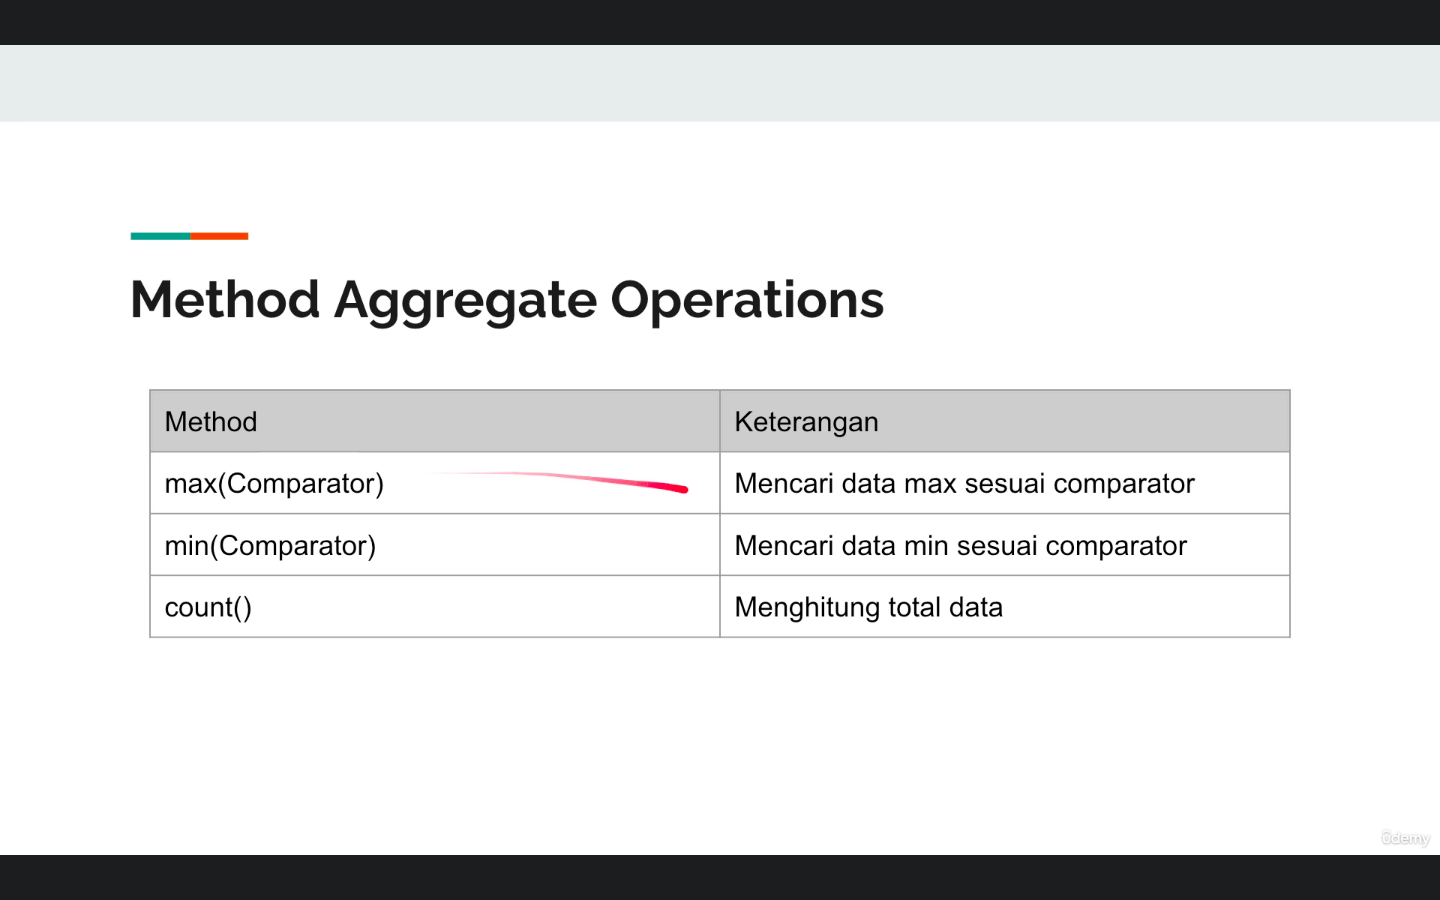 Method Aggregate Operations
Method Keterangan
max(Comparator) Mencari data max sesuai comparator
min(Comparator) Mencari data min sesuai comparator
count() Menghitung total data
ûdemy